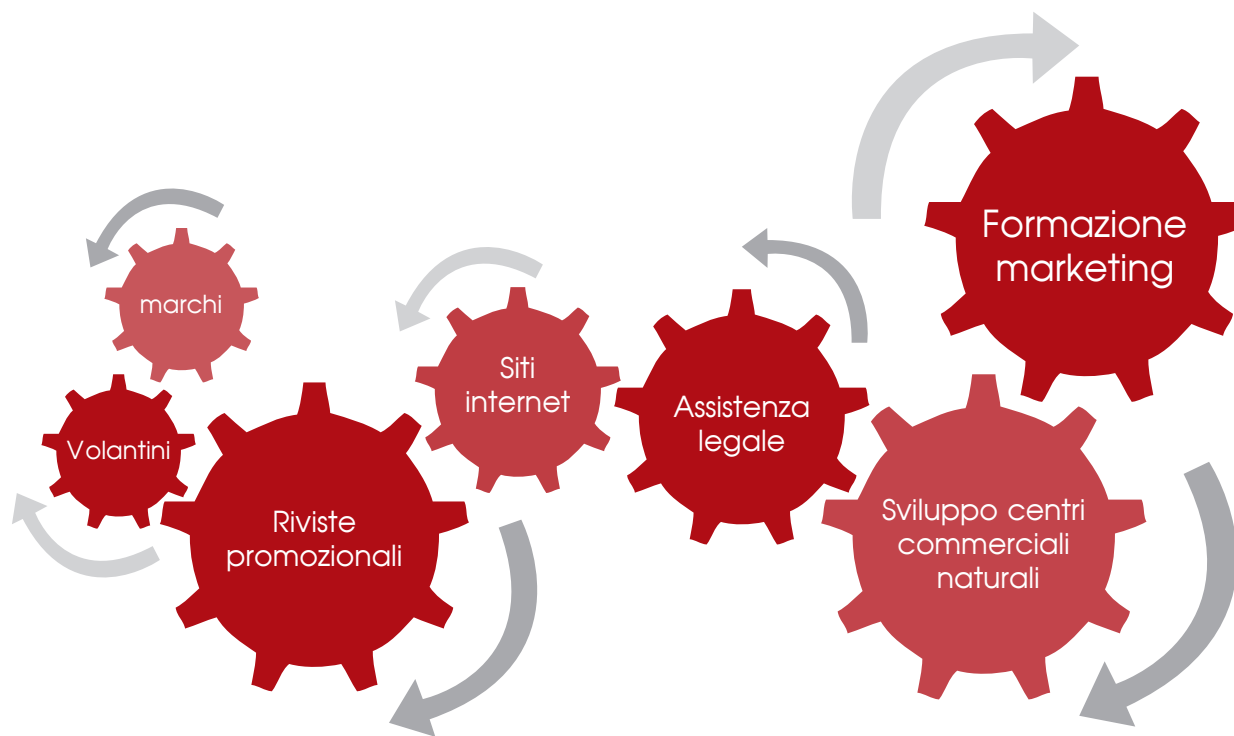 marchi
Volantini
Riviste
promozionali
Siti
internet
Assistenza
legale
Formazione
marketing
Sviluppo centri
commerciali
naturali